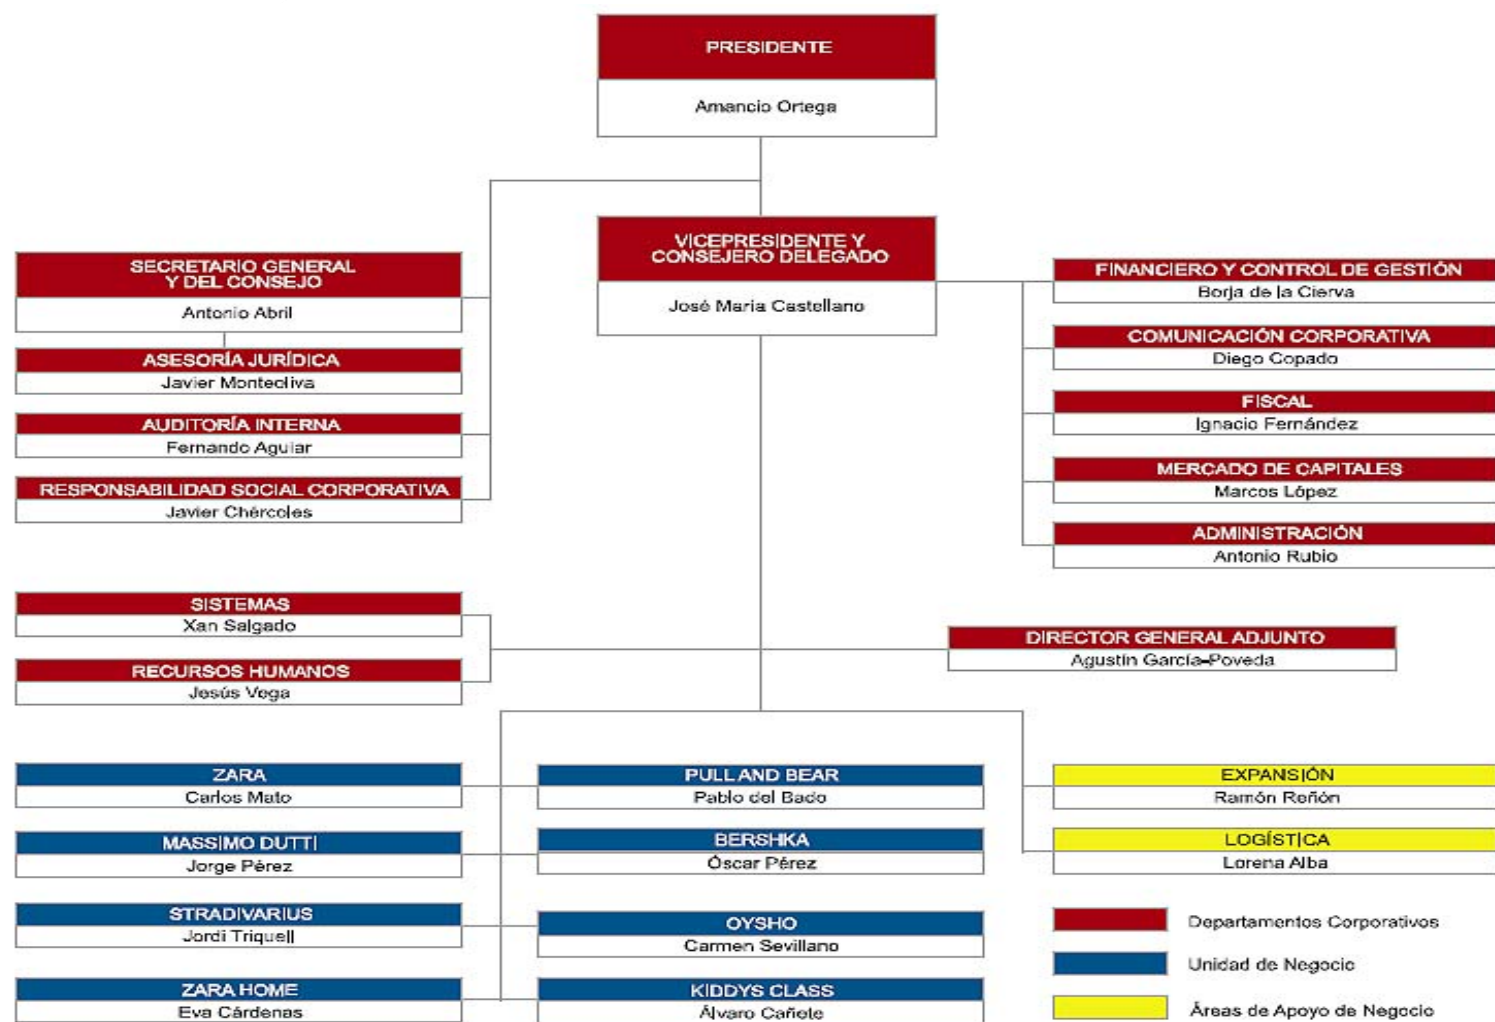 PRESIDENTE
Amancio Ortega
VICEPRESIDENTE Y
CONSEJERO DELEGADO
José Maria Castellano
SECRETARIO GENERAL
Y DEL CONSEJO
Antonio Abril
ASESORÍA JURÍDICA
Javier Monteoliva
AUDITORÍA INTERNA
Fernando Aguiar
RESPONSABILIDAD SOCIAL CORPORATIVA
Javier Chércoles
FINANCIERO Y CONTROL DE GESTIÓN
Borja de la Cierva
COMUNICACIÓN CORPORATIVA
Diego Copado
FISCAL
Ignacio Fernández
MERCADO DE CAPITALES
Marcos López
ADMINISTRACIÓN
Antonio Rubio
SISTEMAS
Xan Salgado
RECURSOS HUMANOS
Jesús Vega
DIRECTOR GENERAL ADJUNTO
Agustín García-Poveda
ZARA
Carlos Mato
PULL AND BEAR
Pablo del Bado
EXPANSIÓN
Ramón Reñón
MASSIMO DUTTI
Jorge Pérez
BERSHKA
Óscar Pérez
LOGÍSTICA
Lorena Alba
STRADIVARIUS
Jordi Triquell
OYSHO
Carmen Sevillano
ZARA HOME
Eva Cárdenas
KIDDYS CLASS
Álvaro Cañete
Departamentos Corporativos
Unidad de Negocio
Áreas de Apoyo de Negocio